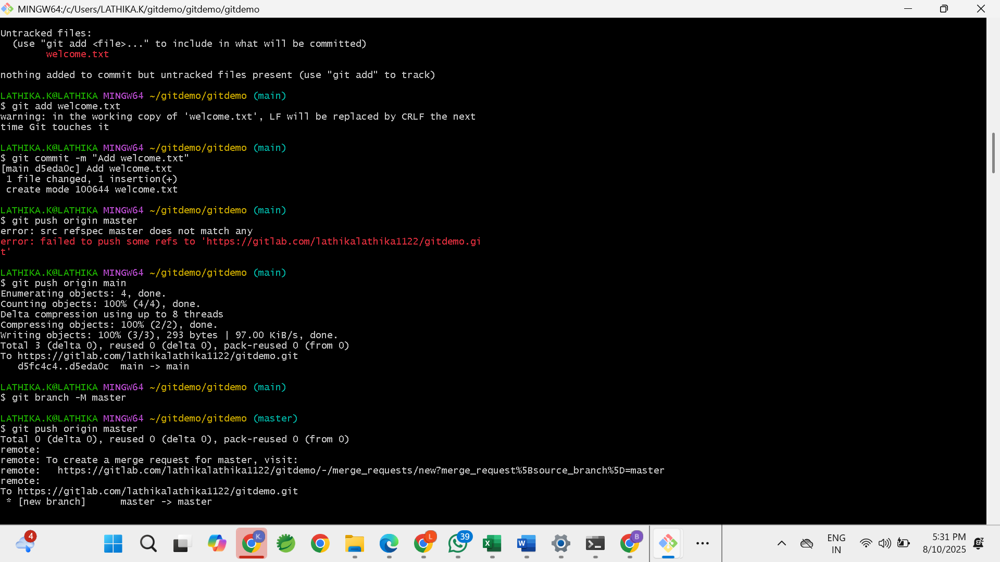 MINGW64:/c/Users/LATHIKA.K/gitdemo/gitdemo/gitdemo
Untracked files:
  (use "git add <file>..." to include in what will be committed)
        welcome.txt
nothing added to commit but untracked files present (use "git add" to track)
LATHIKA.K@LATHIKA MINGW64 ~/gitdemo/gitdemo (main)
$ git add welcome.txt
warning: in the working copy of 'welcome.txt', LF will be replaced by CRLF the next
time Git touches it
LATHIKA.K@LATHIKA MINGW64 ~/gitdemo/gitdemo (main)
$ git commit -m "Add welcome.txt"
[main d5eda0c] Add welcome.txt
 1 file changed, 1 insertion(+)
 create mode 100644 welcome.txt
LATHIKA.K@LATHIKA MINGW64 ~/gitdemo/gitdemo (main)
$ git push origin master
error: src refspec master does not match any
error: failed to push some refs to 'https://gitlab.com/lathikalathika1122/gitdemo.gi
t'
LATHIKA.K@LATHIKA MINGW64 ~/gitdemo/gitdemo (main)
$ git push origin main
Enumerating objects: 4, done.
Counting objects: 100% (4/4), done.
Delta compression using up to 8 threads
Compressing objects: 100% (2/2), done.
Writing objects: 100% (3/3), 293 bytes | 97.00 KiB/s, done.
Total 3 (delta 0), reused 0 (delta 0), pack-reused 0 (from 0)
To https://gitlab.com/lathikalathika1122/gitdemo.git
   d5fc4c4..d5eda0c  main -> main
LATHIKA.K@LATHIKA MINGW64 ~/gitdemo/gitdemo (main)
$ git branch -M master
LATHIKA.K@LATHIKA MINGW64 ~/gitdemo/gitdemo (master)
$ git push origin master
Total 0 (delta 0), reused 0 (delta 0), pack-reused 0 (from 0)
remote:
remote: To create a merge request for master, visit:
remote:   https://gitlab.com/lathikalathika1122/gitdemo/-/merge_requests/new?merge_request%5Bsource_branch%5D=master
remote:
To https://gitlab.com/lathikalathika1122/gitdemo.git
 * [new branch]      master -> master
4
K.
L
39
B
ENG
IN
5:31 PM
8/10/2025